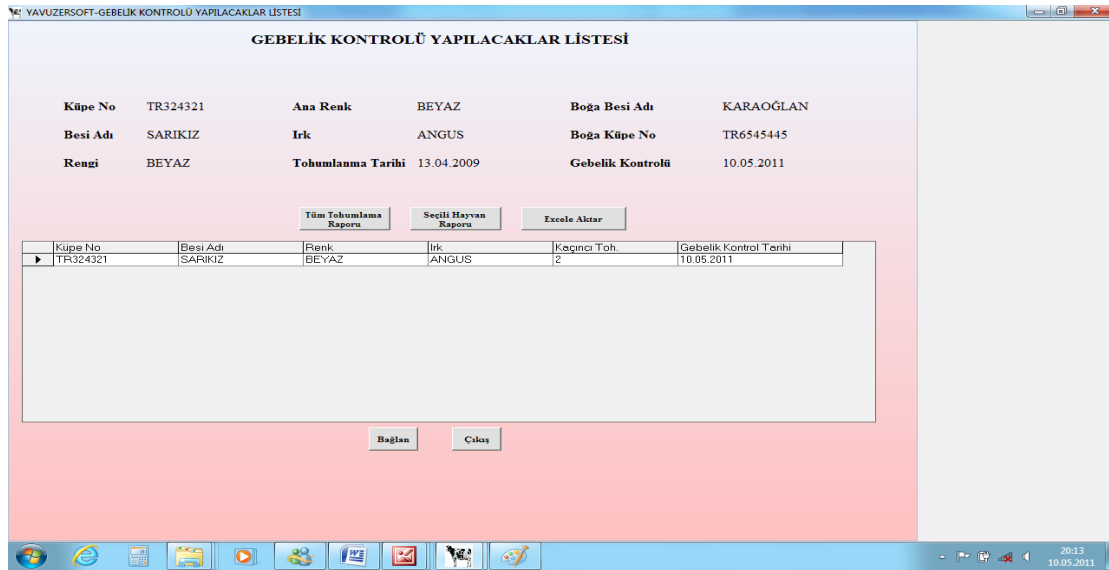 YAVUZERSOFT-GEBELİK KONTROLÜ YAPILACAKLAR LİSTESİ
GEBELİK KONTROLÜ YAPILACAKLAR LİSTESİ
Küpe No TR324321 Ana Renk BEYAZ Boğa Besi Adı KARAOĞLAN
Besi Adı SARIKIZ Irk ANGUS Boğa Küpe No TR6545445
Rengi BEYAZ Tohumlanma Tarihi 13.04.2009 Gebelik Kontrolü 10.05.2011
Tüm Tohumlama Raporu Seçili Hayvan Raporu Excele Aktar
Küpe No Besi Adı Renk Irk Kaçıncı Toh. Gebelik Kontrol Tarihi
TR324321 SARIKIZ BEYAZ ANGUS 2 10.05.2011
Bağlan Çıkış
20:13
10.05.2011